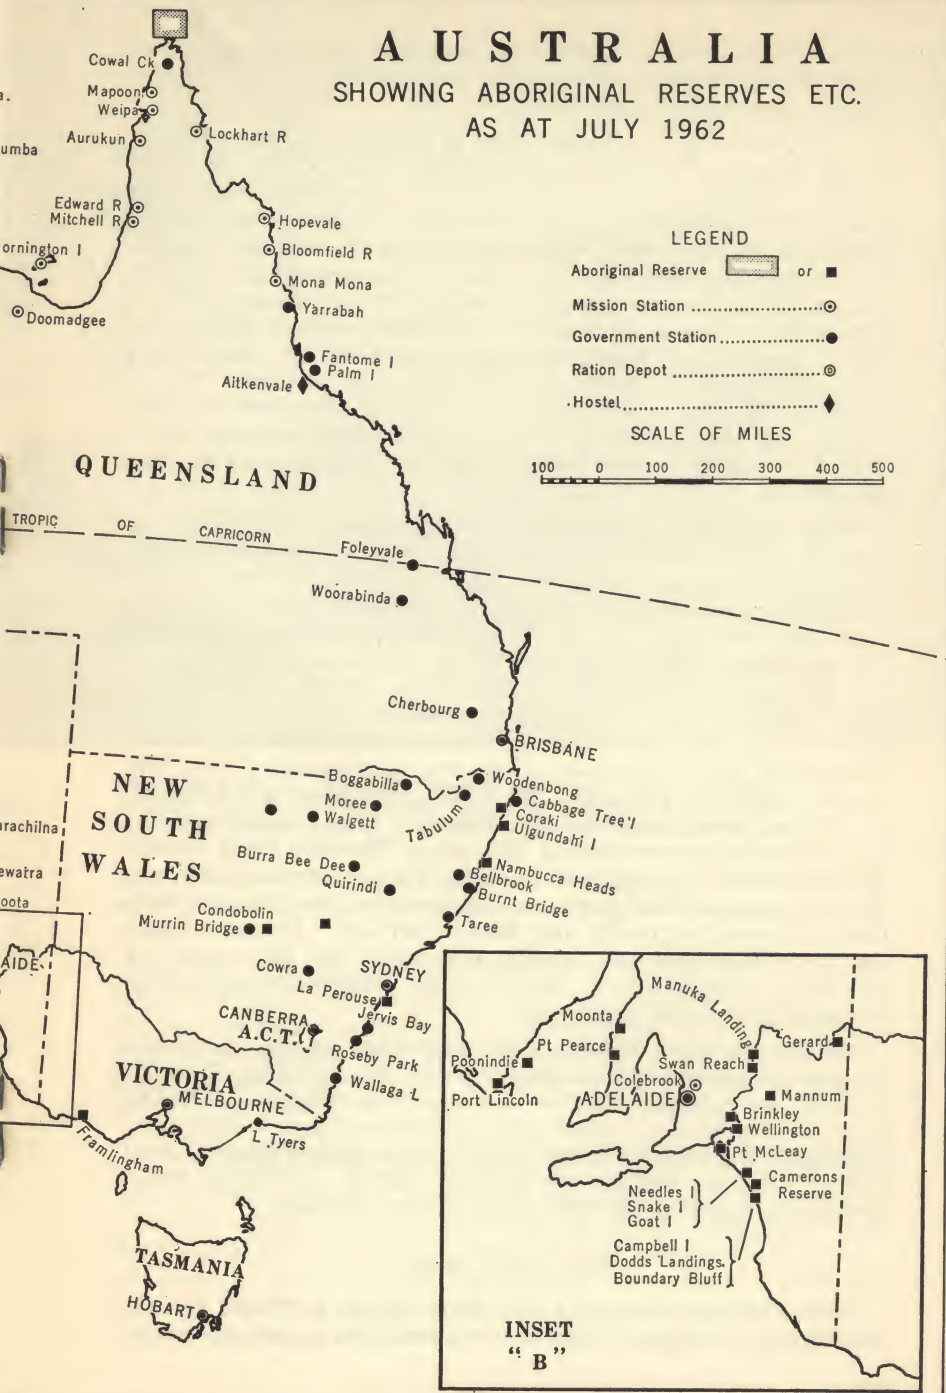 AUSTRALIA
SHOWING ABORIGINAL RESERVES ETC.
AS AT JULY 1962
Cowal Ck
Mapoon
Weipa
Aurukun
umba
Lockhart R
Edward R
Mitchell R
ornington I
Doomadgee
Hopevale
Bloomfield R
Mona Mona
Yarrabah
Fantome I
Palm I
Aitkenvale
LEGEND
Aboriginal Reserve or
Mission Station
Government Station
Ration Depot
Hostel
SCALE OF MILES
100 0 100 200 300 400 500
QUEENSLAND
TROPIC OF CAPRICORN
Foleyvale
Woorabinda
Cherbourg
BRISBANE
NEW
SOUTH
WALES
Boggabilla
Woodenbong
Moree
Walgett
Tabulum
Cabbage Tree I
Coraki
Ulgundahi I
arachilna
ewatra
oota
Burra Bee Dee
Quirindi
Nambucca Heads
Bellbrook
Burnt Bridge
Condobolin
Murrin Bridge
Taree
AIDE
Cowra
SYDNEY
La Perouse
CANBERRA
A.C.T.
Jervis Bay
Roseby Park
Wallaga L
VICTORIA
MELBOURNE
L Tyers
Framlingham
TASMANIA
HOBART
Moonta
Manuka Landing
Pt Pearce
Gerard
Poonindie
Swan Reach
Colebrook
Port Lincoln
ADELAIDE
Mannum
Brinkley
Wellington
Pt McLeay
Camerons
Reserve
Needles I
Snake I
Goat I
Campbell I
Dodds Landings.
Boundary Bluff
INSET
"B"